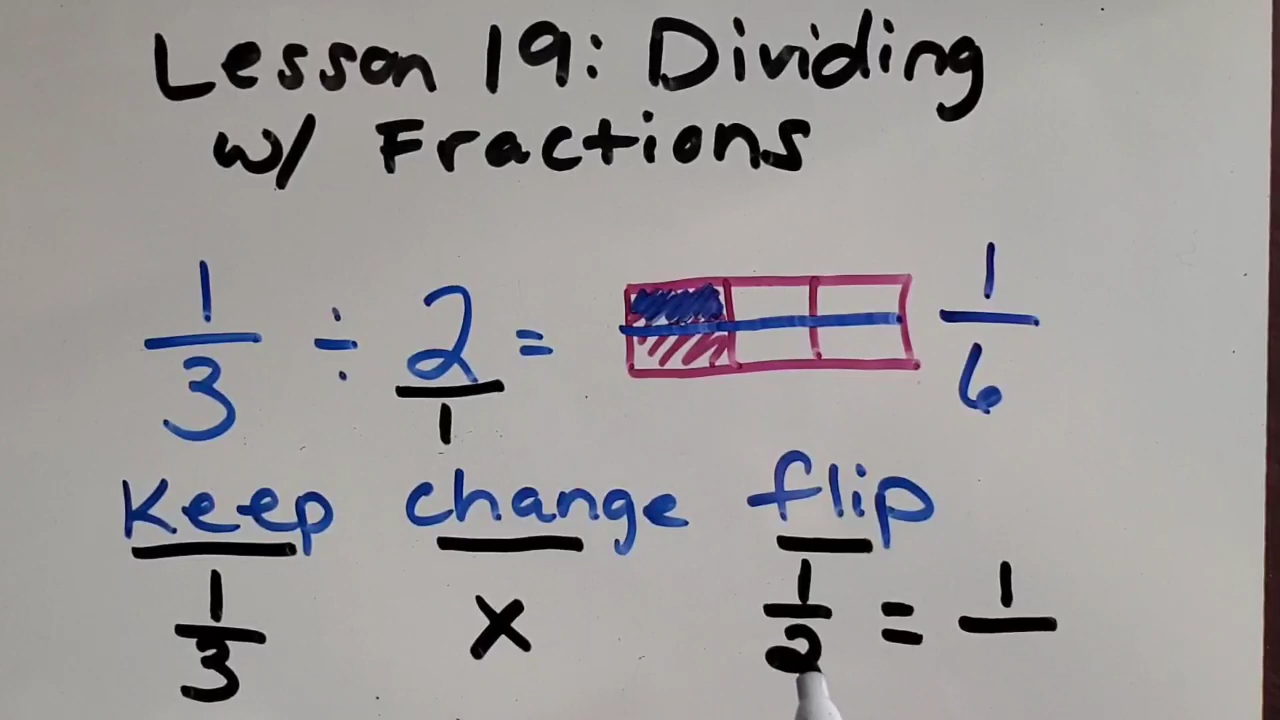 Lesson 19: Dividing
w/ Fractions
1/3 ÷ 2/1 = 1/6
Keep change flip
1/3 × 1/2 = 1/